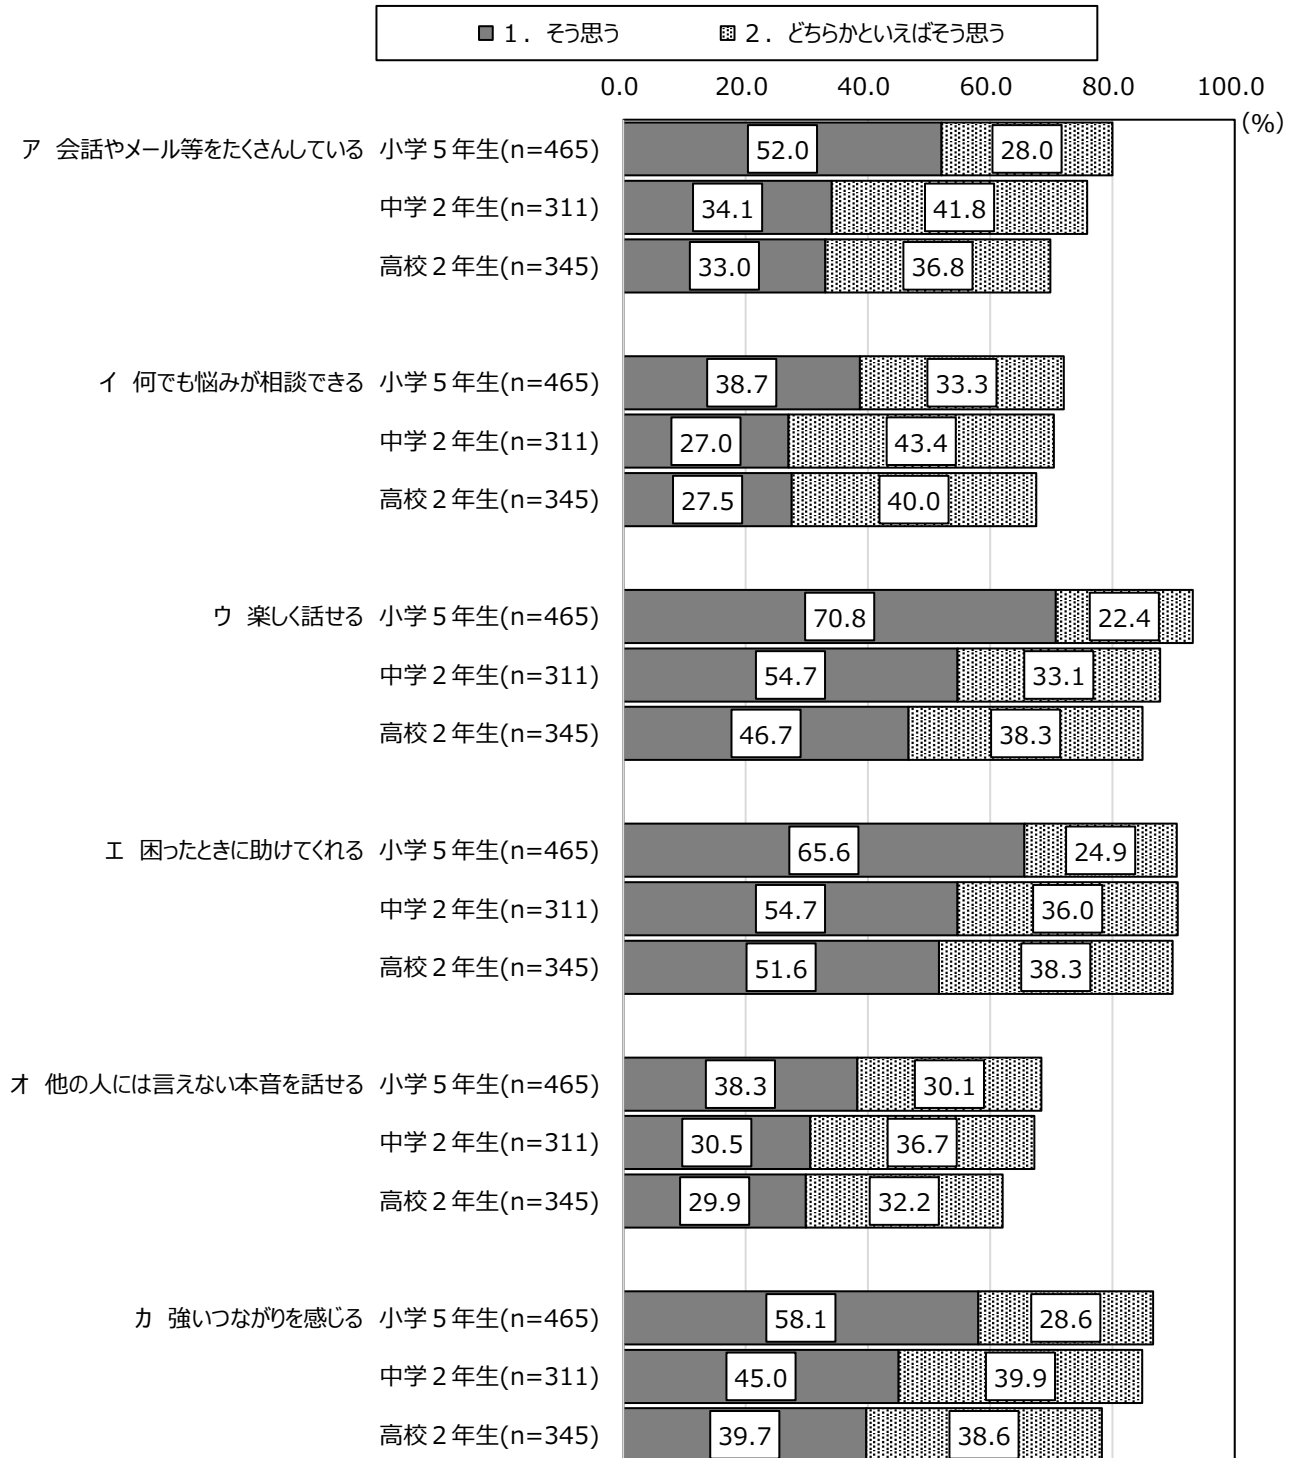 １．そう思う ２．どちらかといえばそう思う
0.0 20.0 40.0 60.0 80.0 100.0
(%)
ア 会話やメール等をたくさんしている 小学５年生(n=465) 52.0 28.0
中学２年生(n=311) 34.1 41.8
高校２年生(n=345) 33.0 36.8
イ 何でも悩みが相談できる 小学５年生(n=465) 38.7 33.3
中学２年生(n=311) 27.0 43.4
高校２年生(n=345) 27.5 40.0
ウ 楽しく話せる 小学５年生(n=465) 70.8 22.4
中学２年生(n=311) 54.7 33.1
高校２年生(n=345) 46.7 38.3
エ 困ったときに助けてくれる 小学５年生(n=465) 65.6 24.9
中学２年生(n=311) 54.7 36.0
高校２年生(n=345) 51.6 38.3
オ 他の人には言えない本音を話せる 小学５年生(n=465) 38.3 30.1
中学２年生(n=311) 30.5 36.7
高校２年生(n=345) 29.9 32.2
カ 強いつながりを感じる 小学５年生(n=465) 58.1 28.6
中学２年生(n=311) 45.0 39.9
高校２年生(n=345) 39.7 38.6